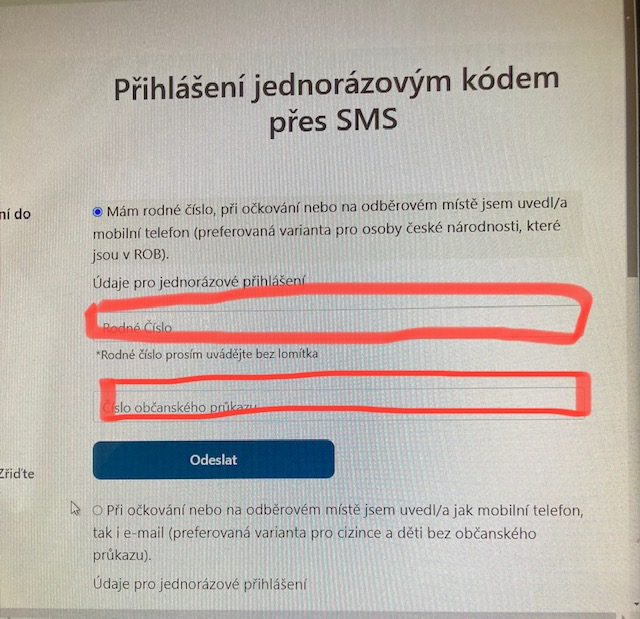 Přihlášení jednorázovým kódem
přes SMS
ní do
Mám rodné číslo, při očkování nebo na odběrovém místě jsem uvedl/a
mobilní telefon (preferovaná varianta pro osoby české národnosti, které
jsou v ROB).
Údaje pro jednorázové přihlášení
Rodné Číslo
*Rodné číslo prosím uvádějte bez lomítka
Číslo občanského průkazu
Odeslat
Zřiďte
Při očkování nebo na odběrovém místě jsem uvedl/a jak mobilní telefon,
tak i e-mail (preferovaná varianta pro cizince a děti bez občanského
průkazu).
Údaje pro jednorázové přihlášení